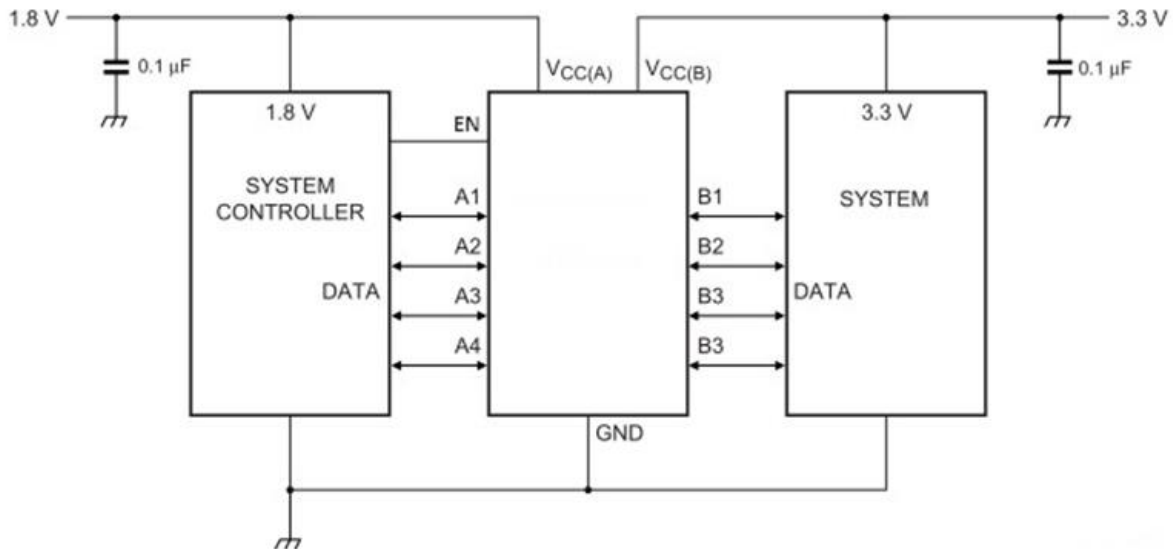 1.8 V
3.3 V
0.1 µF
VCC(A)
VCC(B)
0.1 µF
1.8 V
3.3 V
EN
SYSTEM
CONTROLLER
SYSTEM
A1
B1
A2
B2
DATA
A3
B3
DATA
A4
B3
GND